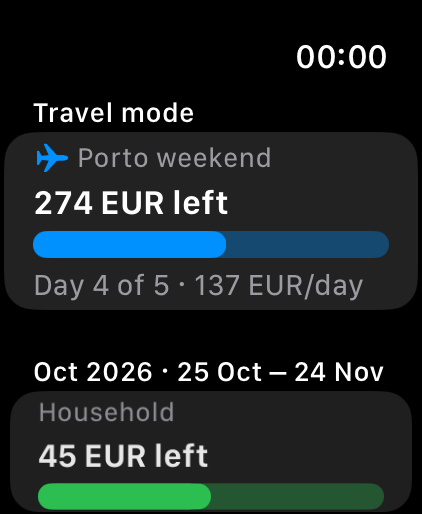 00:00
Travel mode
Porto weekend
274 EUR left
Day 4 of 5 · 137 EUR/day
Oct 2026 · 25 Oct – 24 Nov
Household
45 EUR left